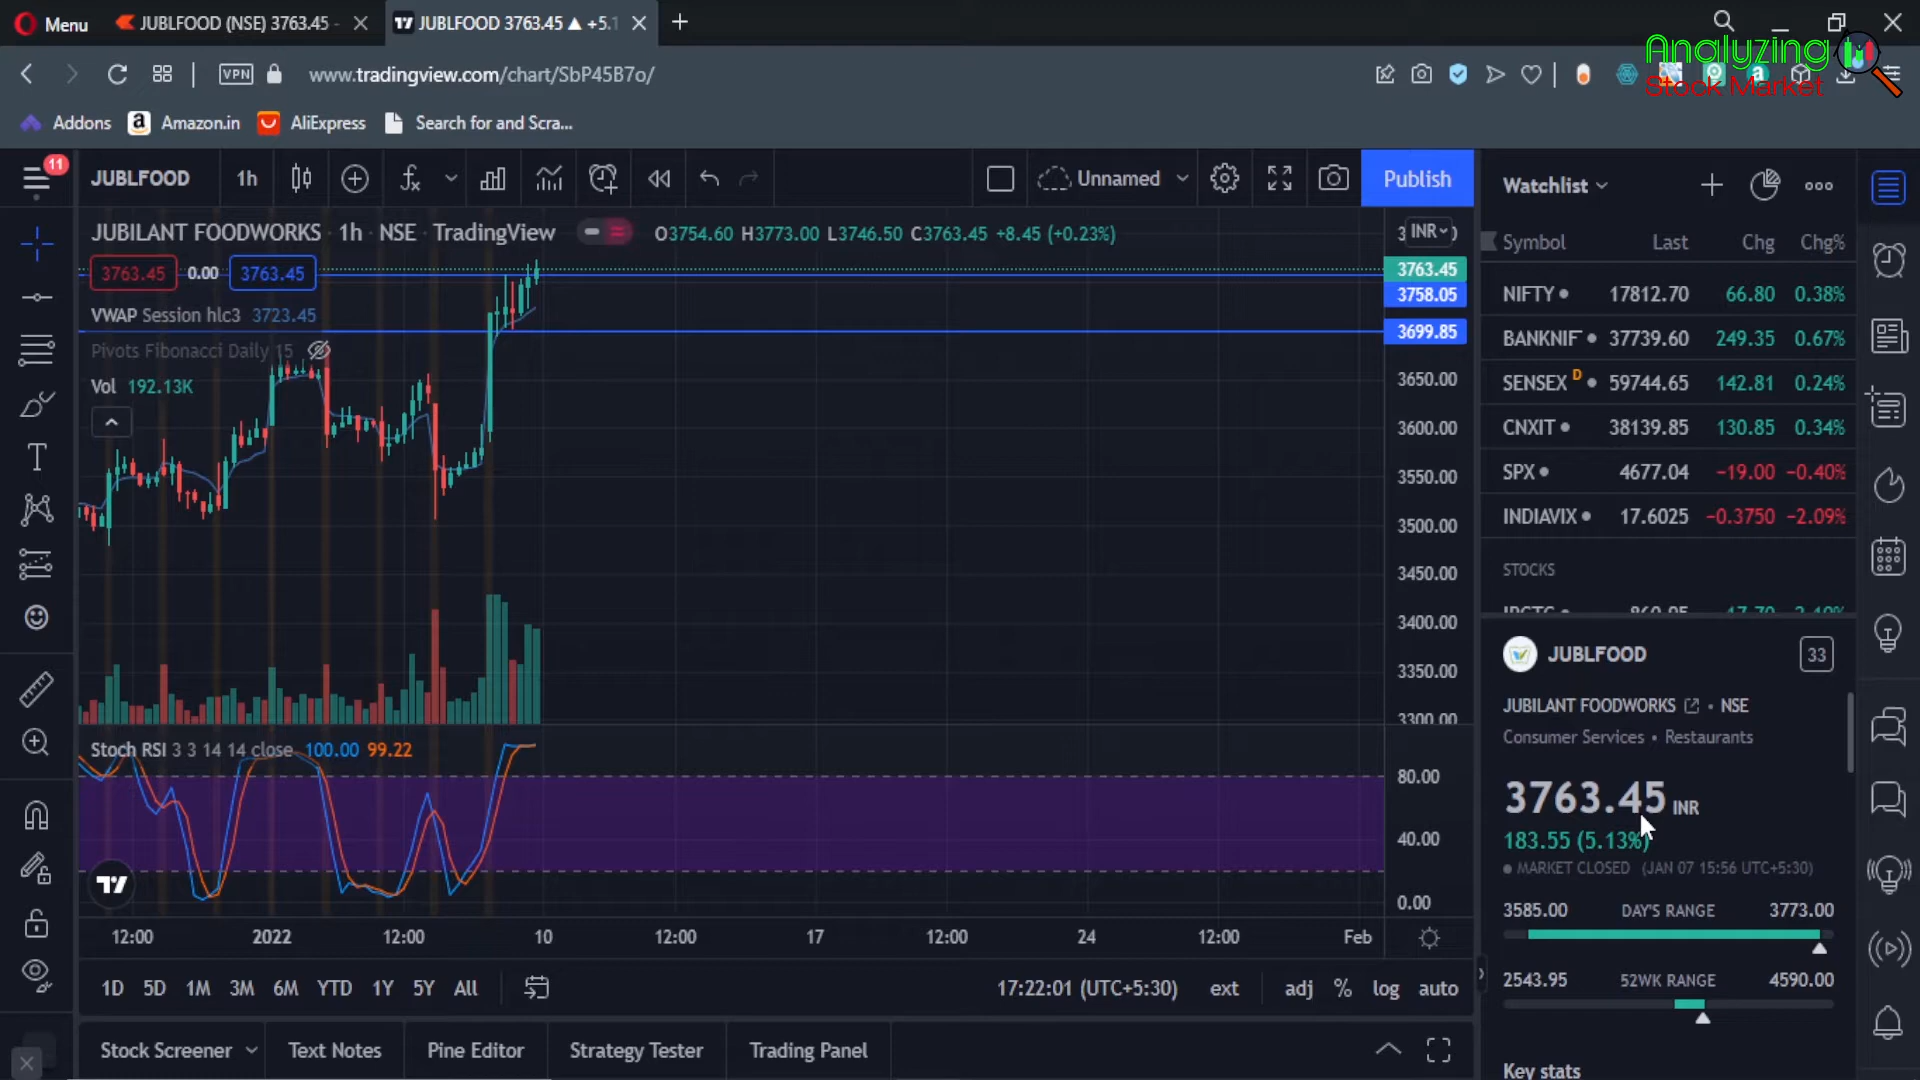 Menu
JUBLFOOD (NSE) 3763.45 -
JUBLFOOD 3763.45 ▲ +5.1
Analyzing
Stock Market
VPN
www.tradingview.com/chart/SbP45B7o/
Addons
Amazon.in
AliExpress
Search for and Scra...
11
JUBLFOOD
1h
Unnamed
Publish
JUBILANT FOODWORKS · 1h · NSE · TradingView
O3754.60 H3773.00 L3746.50 C3763.45 +8.45 (+0.23%)
INR
3763.45
0.00
3763.45
VWAP Session hlc3 3723.45
Pivots Fibonacci Daily 15
Vol 192.13K
3763.45
3758.05
3699.85
3650.00
3600.00
3550.00
3500.00
3450.00
3400.00
3350.00
3300.00
Stoch RSI 3 3 14 14 close 100.00 99.22
80.00
40.00
0.00
12:00 2022 12:00 10 12:00 17 12:00 24 12:00 Feb
1D 5D 1M 3M 6M YTD 1Y 5Y All
17:22:01 (UTC+5:30) ext adj % log auto
Stock Screener Text Notes Pine Editor Strategy Tester Trading Panel
Watchlist
Symbol Last Chg Chg%
NIFTY 17812.70 66.80 0.38%
BANKNIF 37739.60 249.35 0.67%
SENSEX D 59744.65 142.81 0.24%
CNXIT 38139.85 130.85 0.34%
SPX 4677.04 −19.00 −0.40%
INDIAVIX 17.6025 −0.3750 −2.09%
STOCKS
JUBLFOOD
33
JUBILANT FOODWORKS • NSE
Consumer Services • Restaurants
3763.45 INR
183.55 (5.13%)
MARKET CLOSED (JAN 07 15:56 UTC+5:30)
3585.00 DAY'S RANGE 3773.00
2543.95 52WK RANGE 4590.00
Key stats